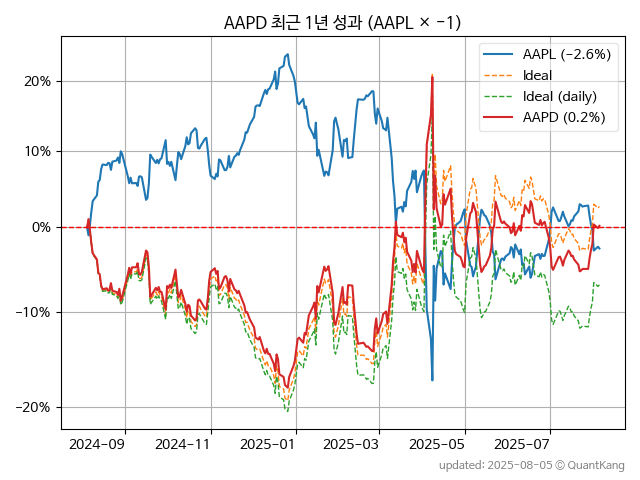 AAPD 최근 1년 성과 (AAPL × −1)
AAPL (−2.6%)
Ideal
Ideal (daily)
AAPD (0.2%)
20%
10%
0%
−10%
−20%
2024-09
2024-11
2025-01
2025-03
2025-05
2025-07
updated: 2025-08-05 © QuantKang